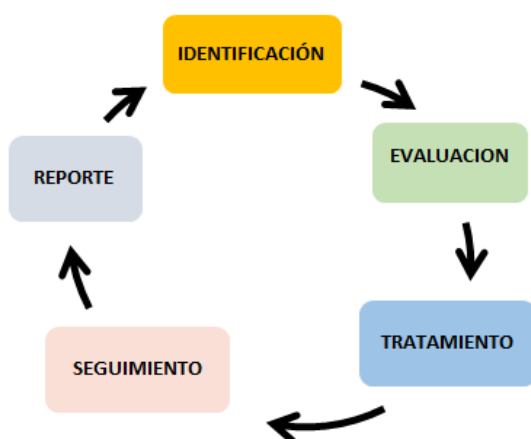 IDENTIFICACIÓN
EVALUACION
TRATAMIENTO
SEGUIMIENTO
REPORTE